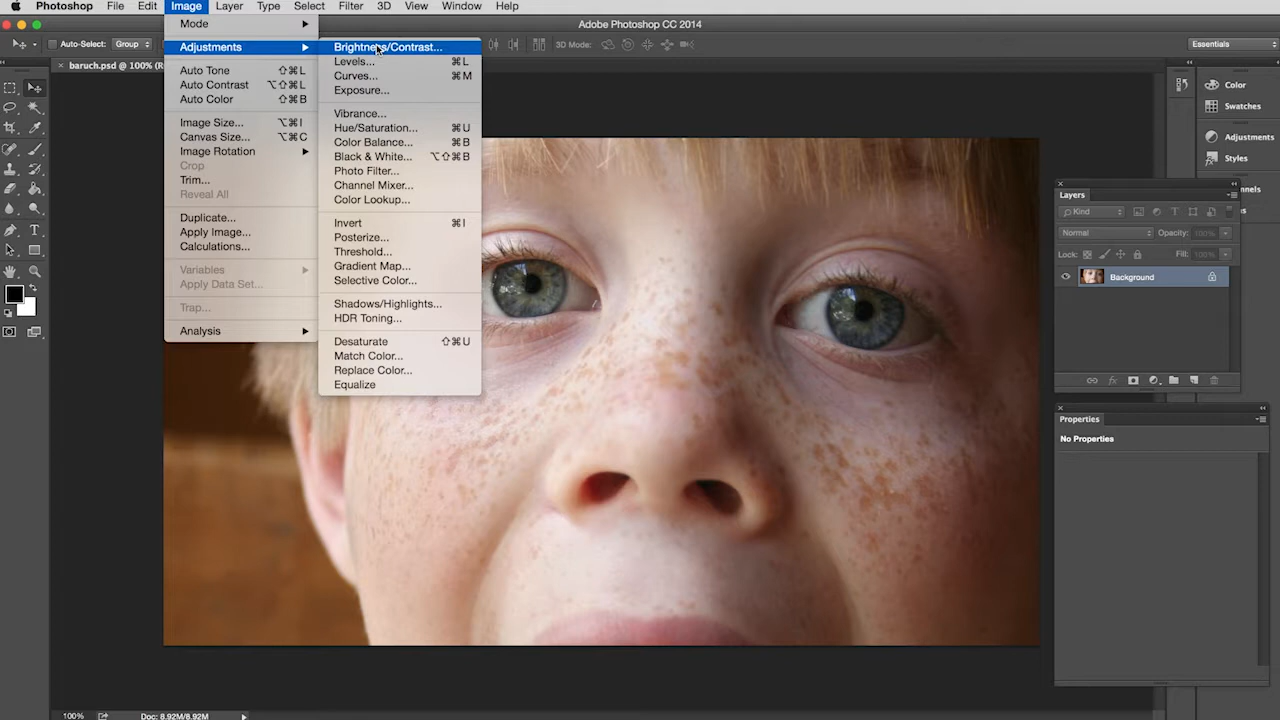 Photoshop File Edit Image Layer Type Select Filter 3D View Window Help
Adobe Photoshop CC 2014
Auto-Select: Group
3D Mode:
Essentials
baruch.psd @ 100%
Mode
Adjustments
Auto Tone ⇧⌘L
Auto Contrast ⌥⇧⌘L
Auto Color ⇧⌘B
Image Size... ⌥⌘I
Canvas Size... ⌥⌘C
Image Rotation
Crop
Trim...
Reveal All
Duplicate...
Apply Image...
Calculations...
Variables
Apply Data Set...
Trap...
Analysis
Brightness/Contrast...
Levels... ⌘L
Curves... ⌘M
Exposure...
Vibrance...
Hue/Saturation... ⌘U
Color Balance... ⌘B
Black & White... ⌥⇧⌘B
Photo Filter...
Channel Mixer...
Color Lookup...
Invert ⌘I
Posterize...
Threshold...
Gradient Map...
Selective Color...
Shadows/Highlights...
HDR Toning...
Desaturate ⇧⌘U
Match Color...
Replace Color...
Equalize
Color
Swatches
Adjustments
Styles
Layers
Kind
Normal Opacity: 100%
Lock: Fill: 100%
Background
Properties
No Properties
100% Doc: 8.92M/8.92M